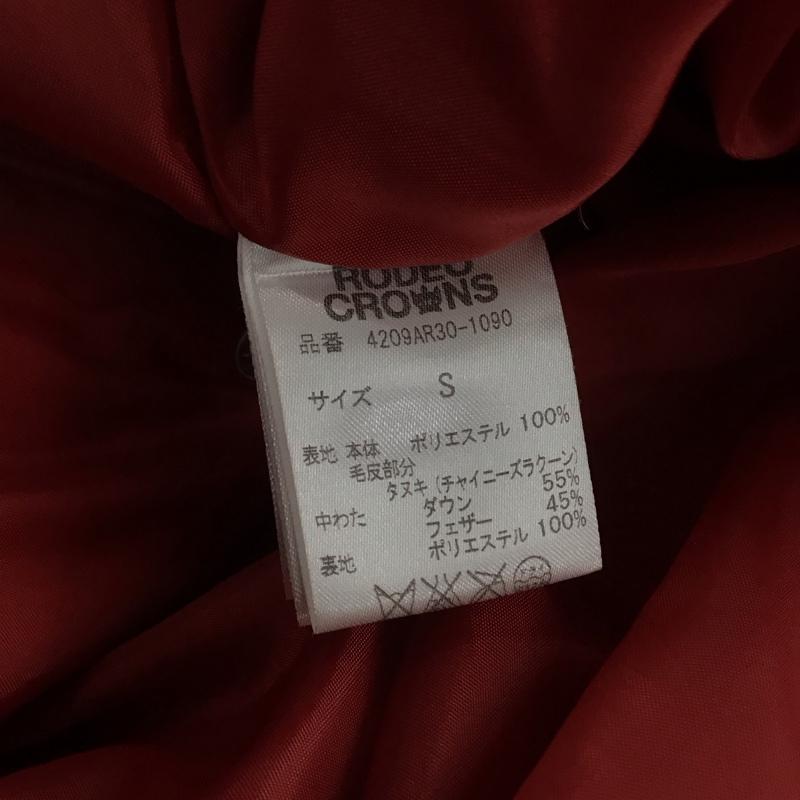 RODEO
CROWNS
品番 4209AR30-1090
サイズ S
表地 本体 ポリエステル 100%
毛皮部分
タヌキ (チャイニーズラクーン)
中わた ダウン 55%
フェザー 45%
表地 ポリエステル 100%